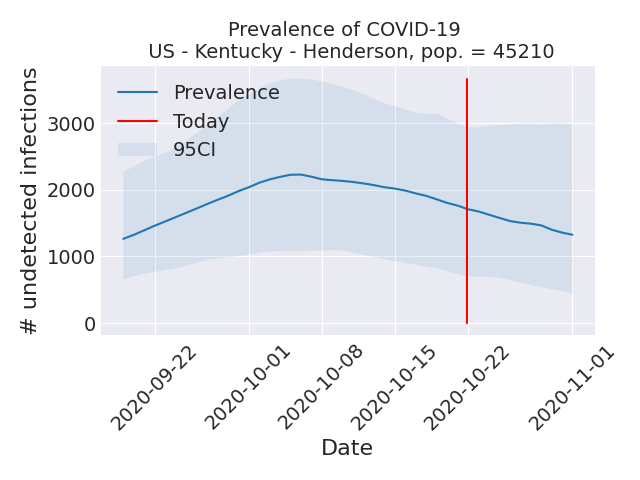 Prevalence of COVID-19
US - Kentucky - Henderson, pop. = 45210
Prevalence
Today
95CI
# undetected infections
3000
2000
1000
0
2020-09-22
2020-10-01
2020-10-08
2020-10-15
2020-10-22
2020-11-01
Date